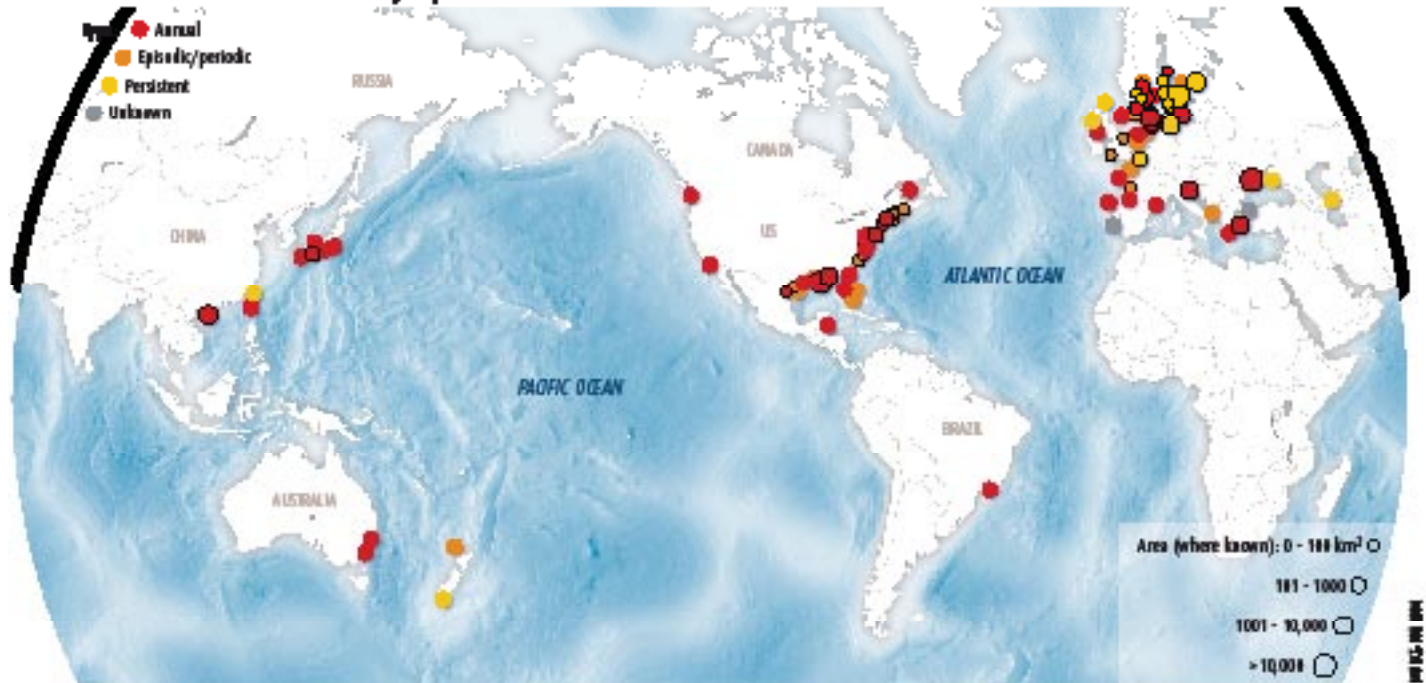 Annual
Episodic/periodic
Persistent
Unknown
RUSSIA
CANADA
CHINA
US
ATLANTIC OCEAN
PACIFIC OCEAN
BRAZIL
AUSTRALIA
Area (where known): 0 - 100 km²
101 - 1000
1001 - 10,000
>10,000